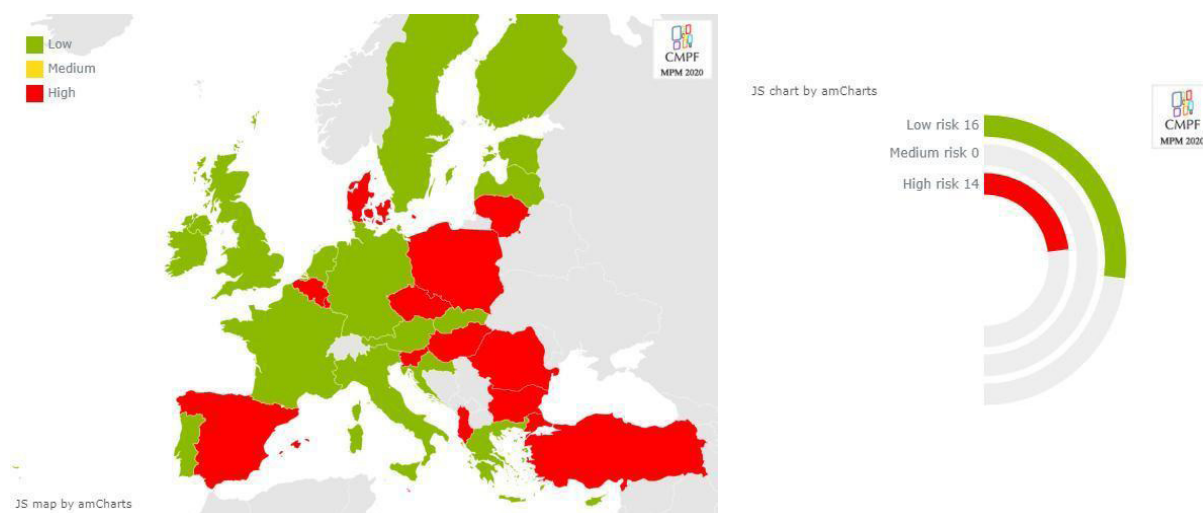 Low
Medium
High
CMPF
MPM 2020
JS map by amCharts
JS chart by amCharts
Low risk 16
Medium risk 0
High risk 14
CMPF
MPM 2020